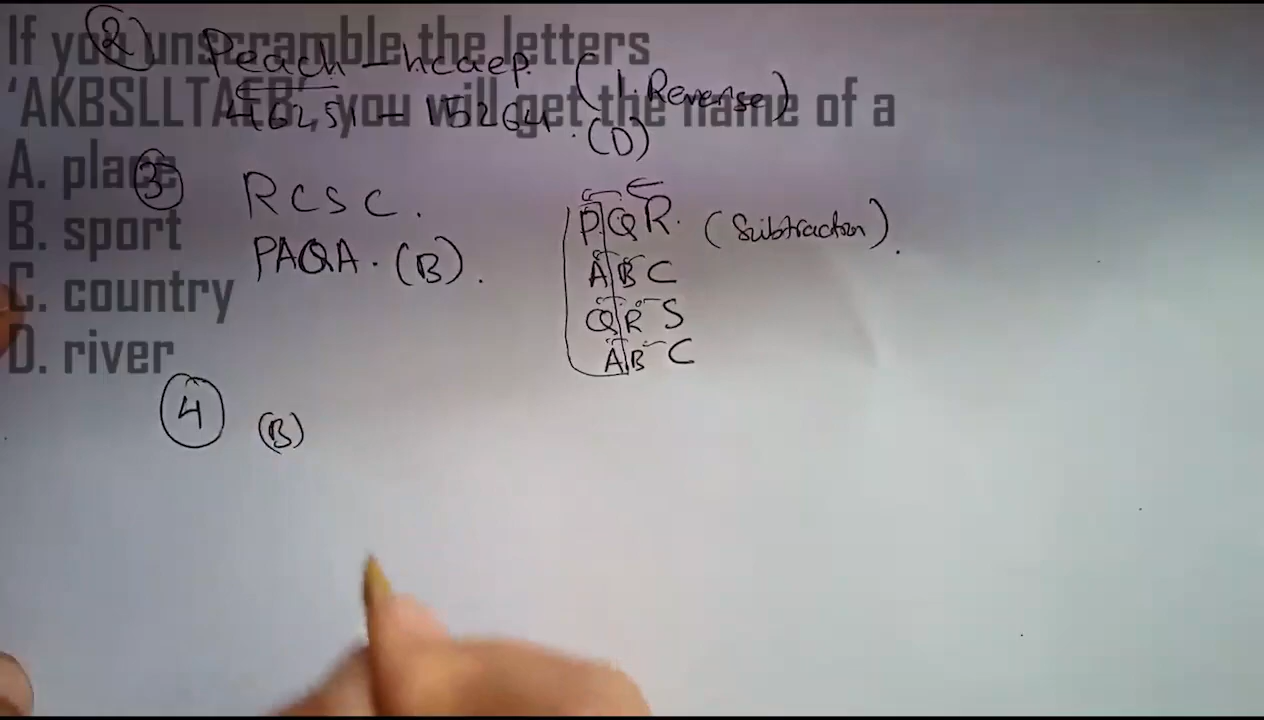 If you unscramble the letters
② Peach - hcaep (1. Reverse)
'AKBSLLTAEB', you will get the name of a
46251 - 15264. (D)
A. place
③ RCSC.
PQR. (Subtraction).
B. sport
PAQA. (B).
ABC
C. country
QRS
D. river
ABC
④ (B)